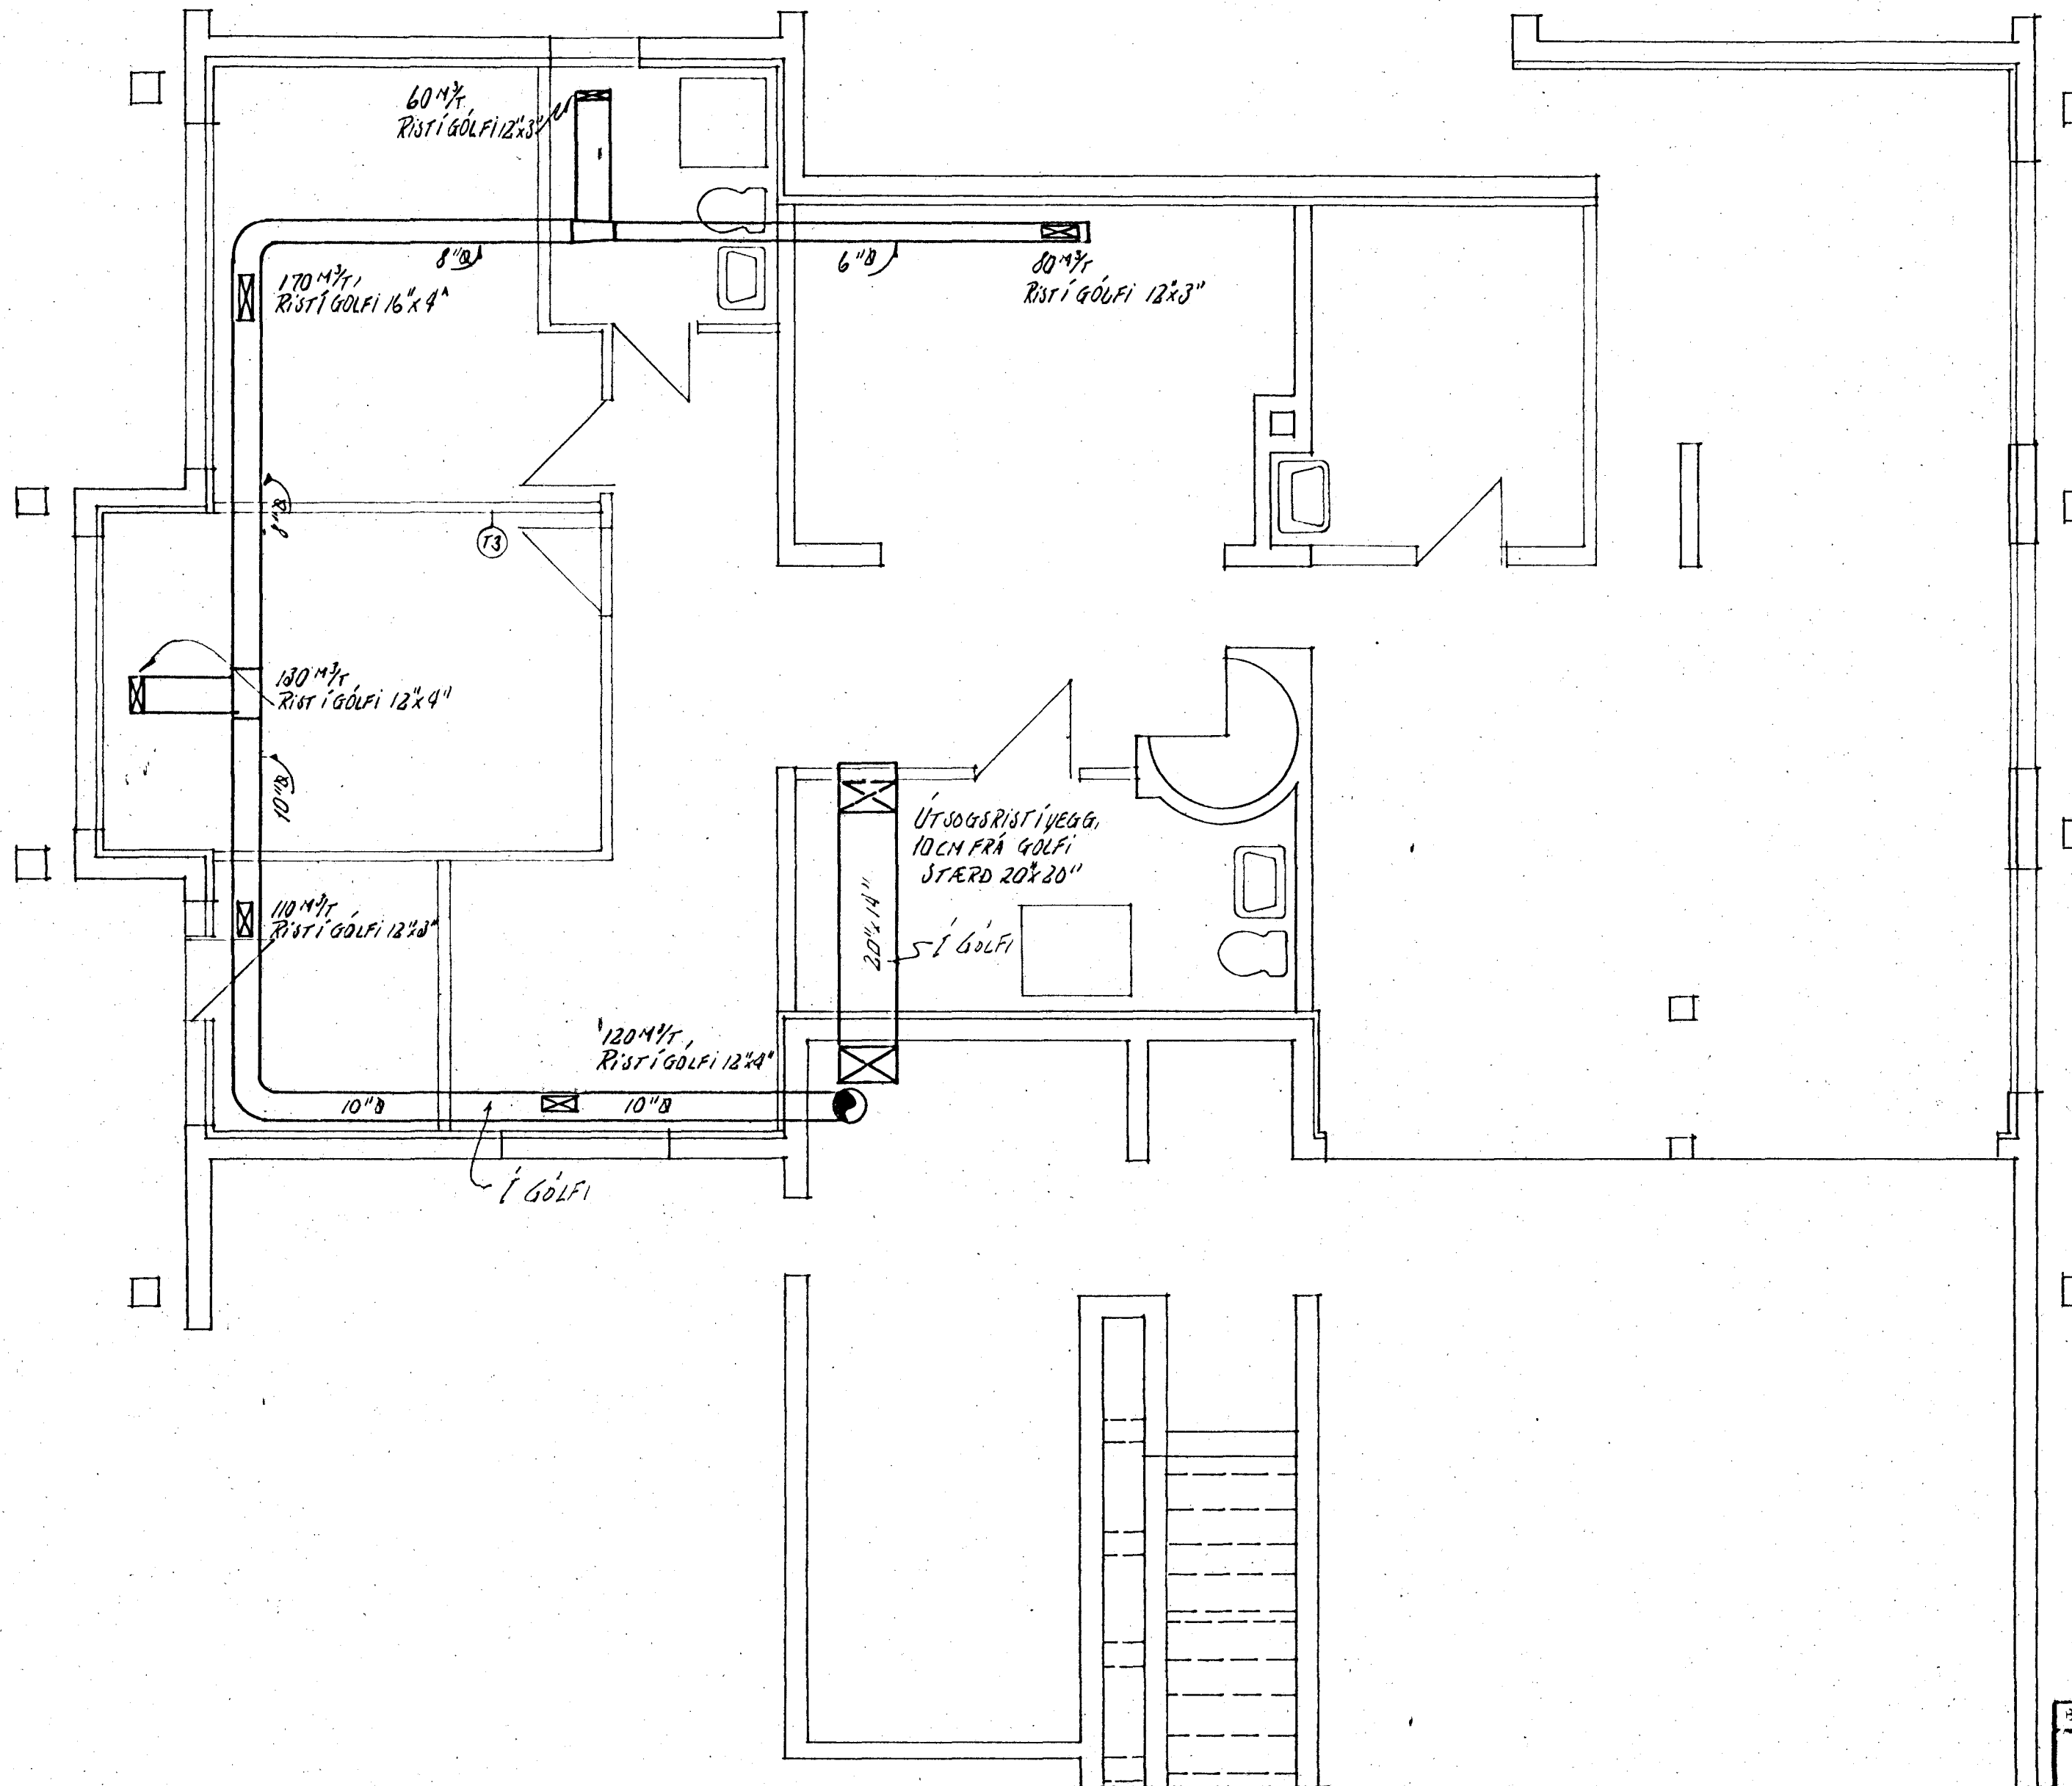 60 M³/T
RIST Í GÓLFI 12"x3"
8"Ø
6"Ø
80 M³/T
RIST Í GÓLFI 12"x3"
170 M³/T,
RIST Í GÓLFI 16"x4"
8"Ø
T3
130 M³/T
RIST Í GÓLFI 12"x4"
10"Ø
ÚTSOGSRIST Í VEGG,
10 CM FRÁ GÓLFI
STÆRÐ 20"x20"
110 M³/T
RIST Í GÓLFI 12"x3"
20"x14"
Í GÓLFI
120 M³/T,
RIST Í GÓLFI 12"x4"
10"Ø
10"Ø
Í GÓLFI